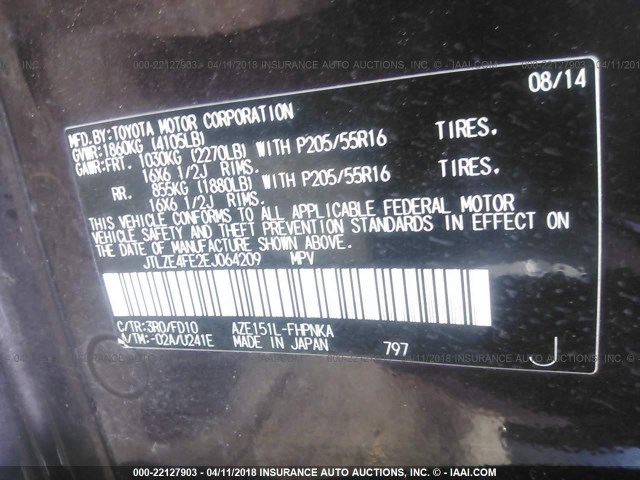 000-22127903 - 04/11/2018 INSURANCE AUTO AUCTIONS, INC. - © IAAI.COM
08/14
MFD.BY:TOYOTA MOTOR CORPORATION
GVWR:1860KG (4105LB)
GAWR:FRT. 1030KG (2270LB) WITH P205/55R16 TIRES.
16X6 1/2J RIMS.
RR. 855KG (1880LB) WITH P205/55R16 TIRES.
16X6 1/2J RIMS.
THIS VEHICLE CONFORMS TO ALL APPLICABLE FEDERAL MOTOR
VEHICLE SAFETY AND THEFT PREVENTION STANDARDS IN EFFECT ON
THE DATE OF MANUFACTURE SHOWN ABOVE.
JTLZE4FE2EJ064209 MPV
C/TR:3R0/FD10 AZE151L-FHPNKA
A/TM:-02A/U241E MADE IN JAPAN 797 J
000-22127903 - 04/11/2018 INSURANCE AUTO AUCTIONS, INC. - © IAAI.COM